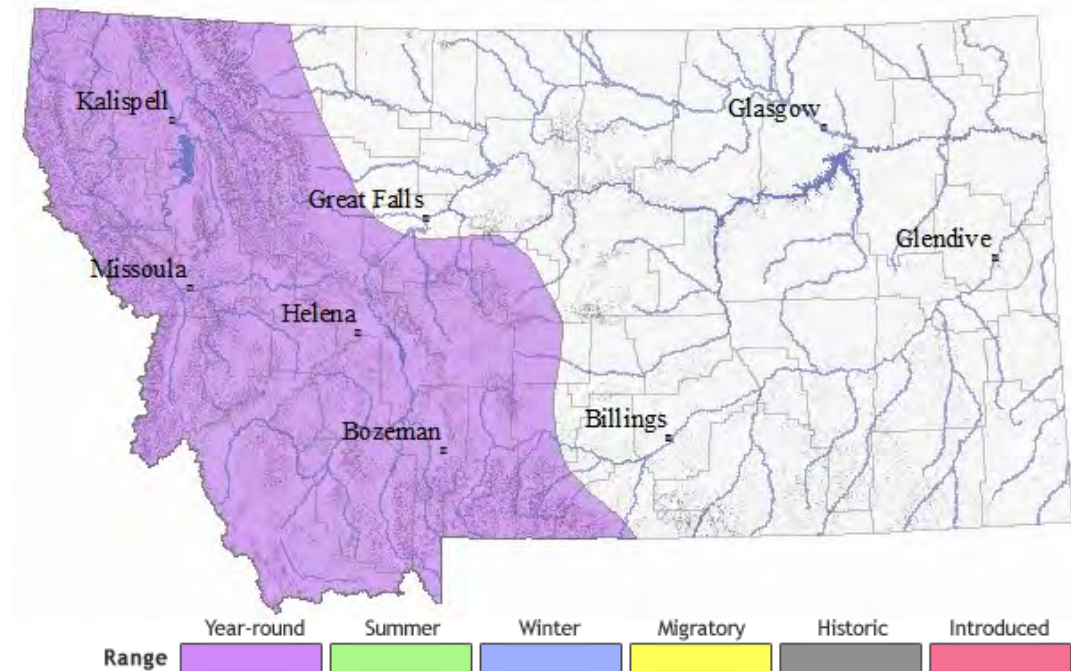 Kalispell
Glasgow
Great Falls
Glendive
Missoula
Helena
Billings
Bozeman
Year-round Summer Winter Migratory Historic Introduced
Range